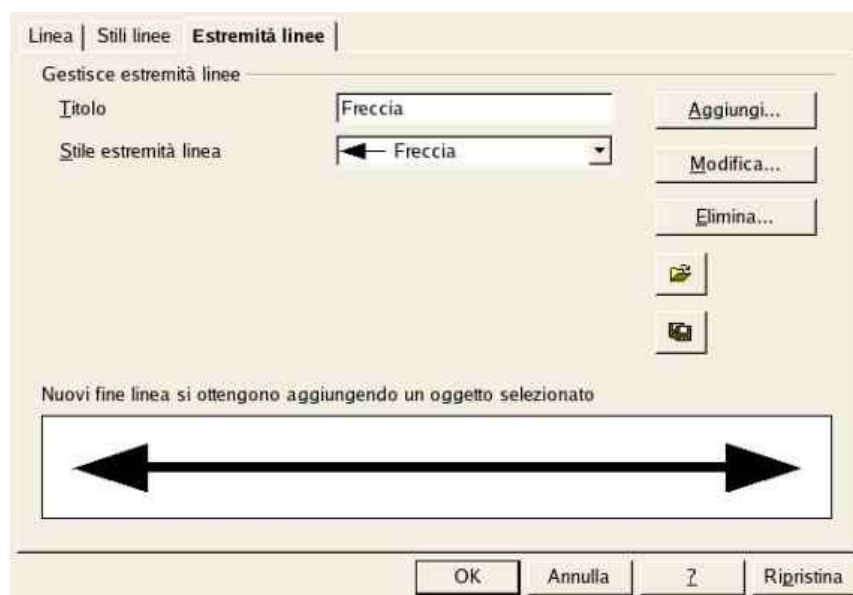 Linea | Stili linee Estremità linee
Gestisce estremità linee
Titolo Freccia Aggiungi...
Stile estremità linea Freccia
Modifica...
Elimina...
Nuovi fine linea si ottengono aggiungendo un oggetto selezionato
OK Annulla ? Ripristina